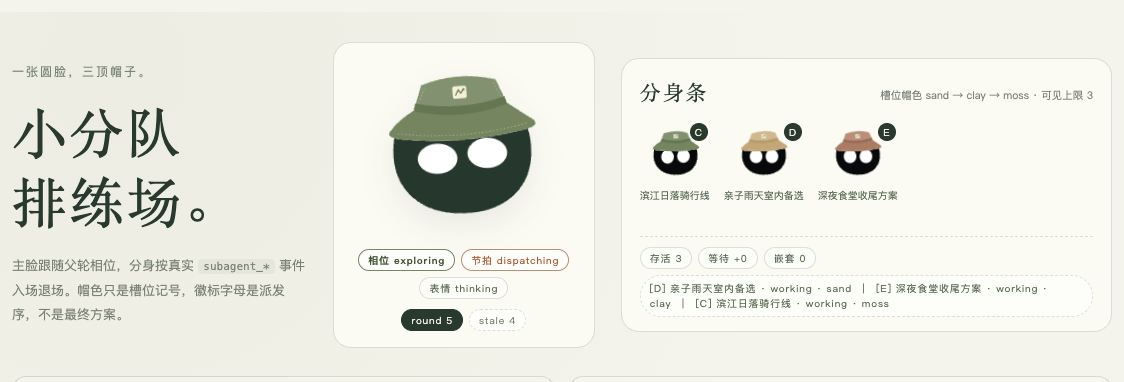 一张圆脸，三顶帽子。
小分队
排练场。
主脸跟随父轮相位，分身按真实 subagent_* 事件
入场退场。帽色只是槽位记号，徽标字母是派发
序，不是最终方案。
相位 exploring
节拍 dispatching
表情 thinking
round 5
stale 4
分身条
槽位帽色 sand → clay → moss · 可见上限 3
C
D
E
滨江日落骑行线
亲子雨天室内备选
深夜食堂收尾方案
存活 3
等待 +0
嵌套 0
[D] 亲子雨天室内备选 · working · sand ｜ [E] 深夜食堂收尾方案 · working ·
clay ｜ [C] 滨江日落骑行线 · working · moss